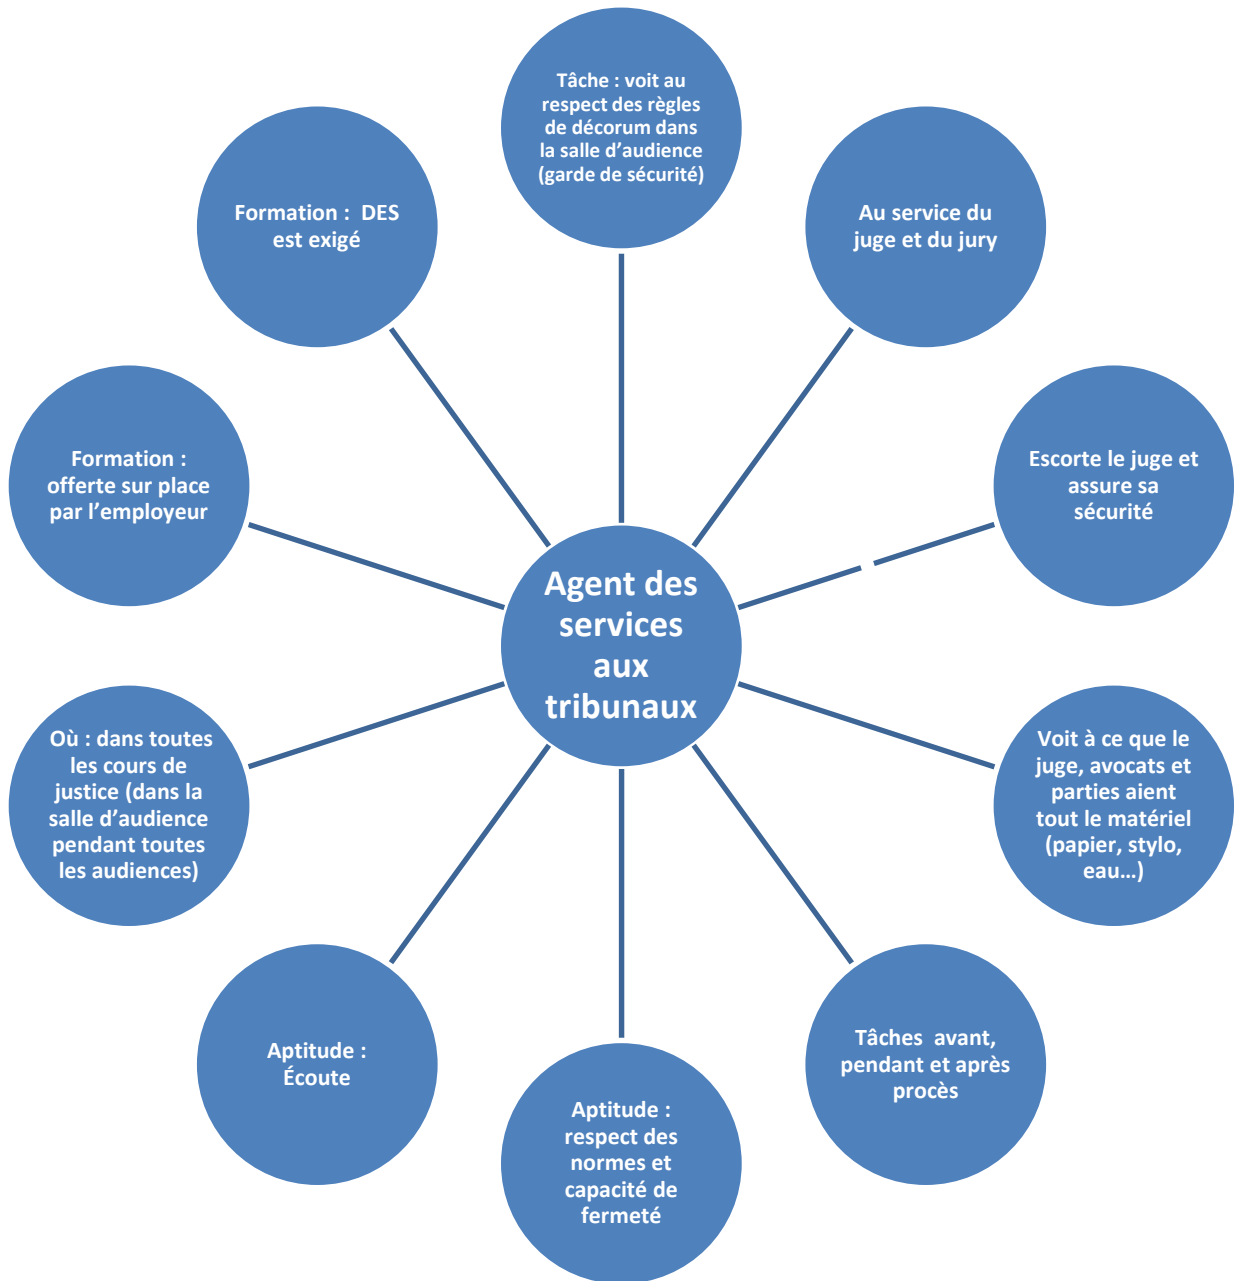 Tâche : voit au
respect des règles
de décorum dans
la salle d’audience
(garde de sécurité)
Au service du
juge et du jury
Escorte le juge et
assure sa
sécurité
Voit à ce que le
juge, avocats et
parties aient
tout le matériel
(papier, stylo,
eau…)
Tâches avant,
pendant et après
procès
Aptitude :
respect des
normes et
capacité de
fermeté
Aptitude :
Écoute
Où : dans toutes
les cours de
justice (dans la
salle d’audience
pendant toutes
les audiences)
Formation :
offerte sur place
par l’employeur
Formation : DES
est exigé
Agent des
services
aux
tribunaux